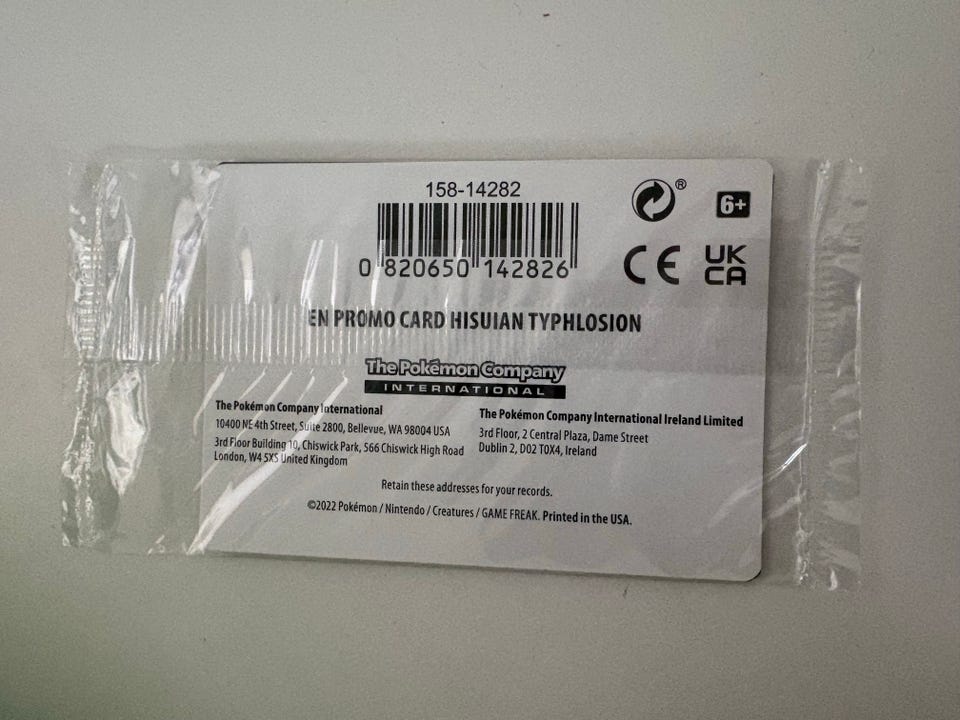 158-14282
®
6+
0 820650 142826
CE
UK
CA
EN PROMO CARD HISUIAN TYPHLOSION
The Pokémon Company
INTERNATIONAL
The Pokémon Company International
10400 NE 4th Street, Suite 2800, Bellevue, WA 98004 USA
3rd Floor Building 10, Chiswick Park, 566 Chiswick High Road
London, W4 5XS United Kingdom
The Pokémon Company International Ireland Limited
3rd Floor, 2 Central Plaza, Dame Street
Dublin 2, D02 T0X4, Ireland
Retain these addresses for your records.
©2022 Pokémon / Nintendo / Creatures / GAME FREAK. Printed in the USA.